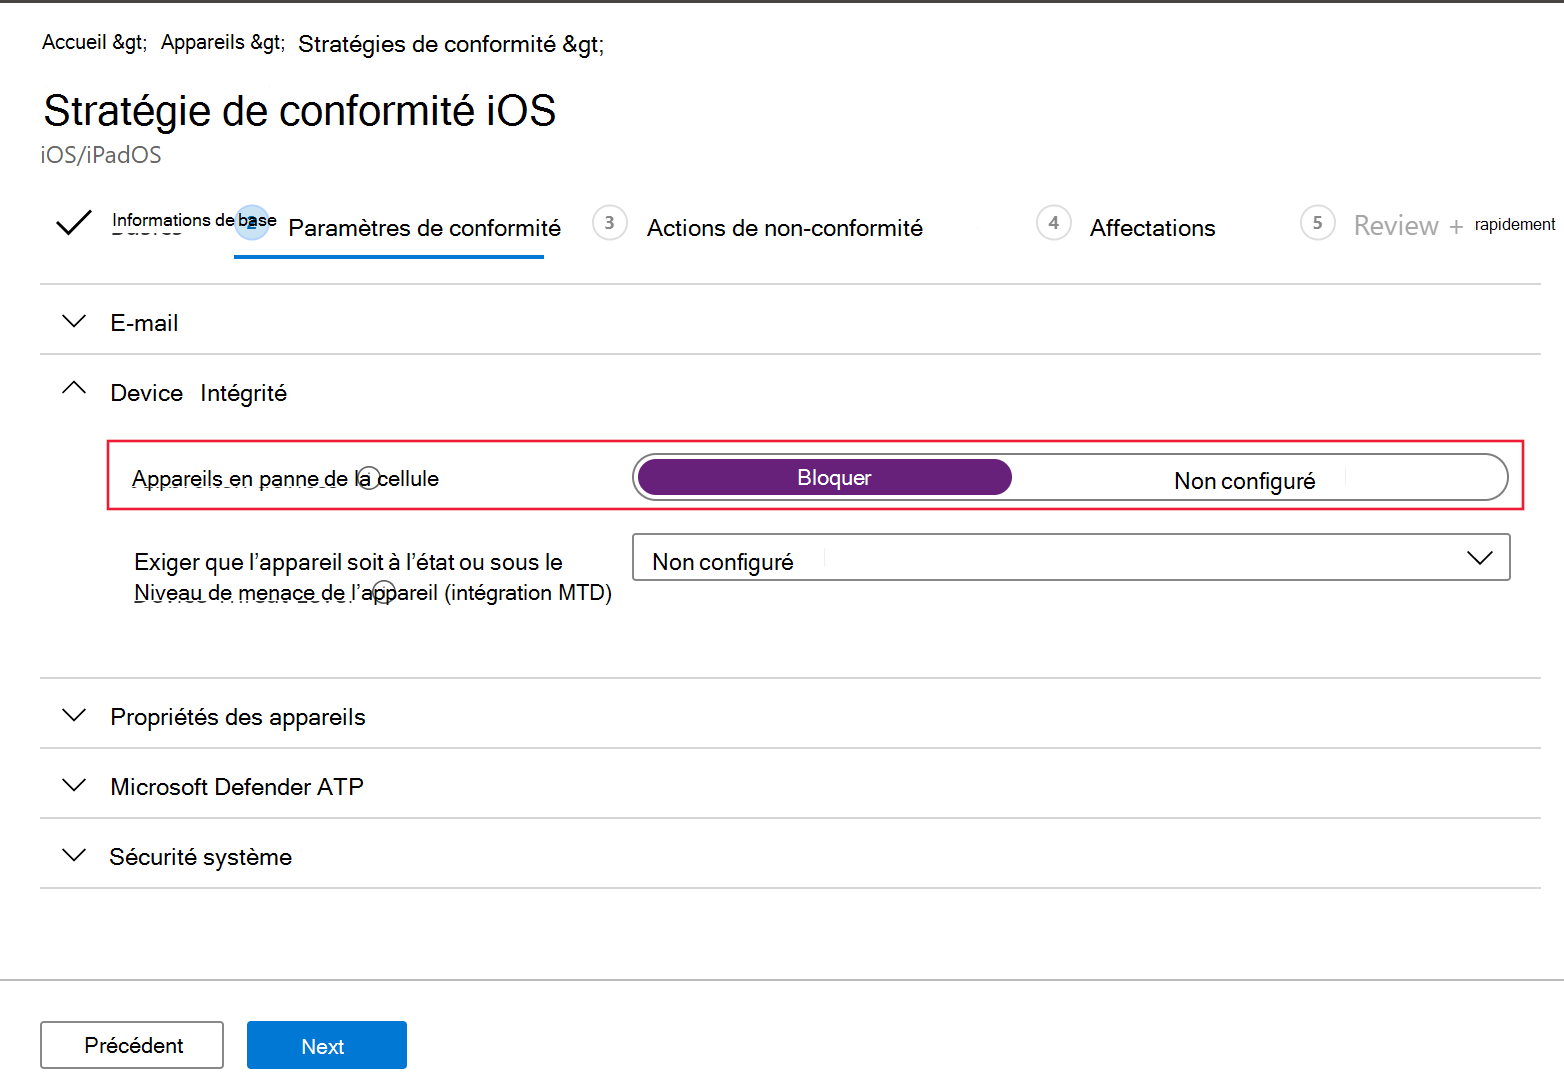 Accueil &gt; Appareils &gt; Stratégies de conformité &gt;
Stratégie de conformité iOS
iOS/iPadOS
Informations de base 2 Paramètres de conformité 3 Actions de non-conformité 4 Affectations 5 Review + rapidement
E-mail
Device Intégrité
Appareils en panne de la cellule Bloquer Non configuré
Exiger que l’appareil soit à l’état ou sous le Non configuré
Niveau de menace de l’appareil (intégration MTD)
Propriétés des appareils
Microsoft Defender ATP
Sécurité système
Précédent Next